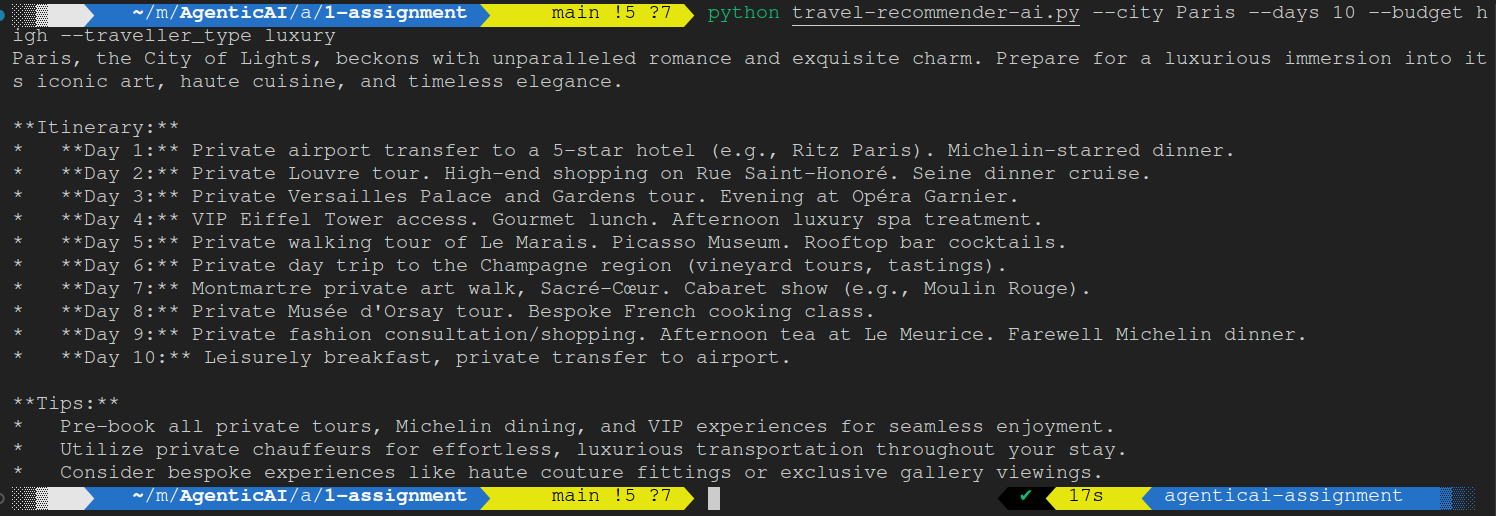 ~/m/AgenticAI/a/1-assignment main !5 ?7 python travel-recommender-ai.py --city Paris --days 10 --budget h
igh --traveller_type luxury
Paris, the City of Lights, beckons with unparalleled romance and exquisite charm. Prepare for a luxurious immersion into it
s iconic art, haute cuisine, and timeless elegance.

**Itinerary:**
*   **Day 1:** Private airport transfer to a 5-star hotel (e.g., Ritz Paris). Michelin-starred dinner.
*   **Day 2:** Private Louvre tour. High-end shopping on Rue Saint-Honoré. Seine dinner cruise.
*   **Day 3:** Private Versailles Palace and Gardens tour. Evening at Opéra Garnier.
*   **Day 4:** VIP Eiffel Tower access. Gourmet lunch. Afternoon luxury spa treatment.
*   **Day 5:** Private walking tour of Le Marais. Picasso Museum. Rooftop bar cocktails.
*   **Day 6:** Private day trip to the Champagne region (vineyard tours, tastings).
*   **Day 7:** Montmartre private art walk, Sacré-Cœur. Cabaret show (e.g., Moulin Rouge).
*   **Day 8:** Private Musée d'Orsay tour. Bespoke French cooking class.
*   **Day 9:** Private fashion consultation/shopping. Afternoon tea at Le Meurice. Farewell Michelin dinner.
*   **Day 10:** Leisurely breakfast, private transfer to airport.

**Tips:**
*   Pre-book all private tours, Michelin dining, and VIP experiences for seamless enjoyment.
*   Utilize private chauffeurs for effortless, luxurious transportation throughout your stay.
*   Consider bespoke experiences like haute couture fittings or exclusive gallery viewings.
~/m/AgenticAI/a/1-assignment main !5 ?7 ✔ 17s agenticai-assignment